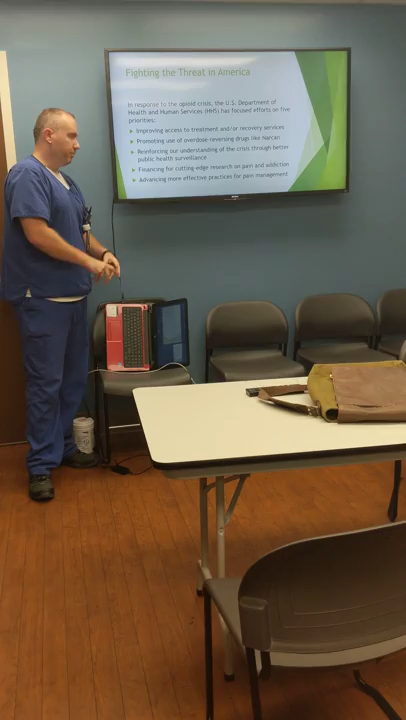 Fighting the Threat in America
In response to the opioid crisis, the U.S. Department of
Health and Human Services (HHS) has focused efforts on five
priorities:
Improving access to treatment and/or recovery services
Promoting use of overdose-reversing drugs like Narcan
Reinforcing our understanding of the crisis through better
public health surveillance
Financing for cutting-edge research on pain and addiction
Advancing more effective practices for pain management